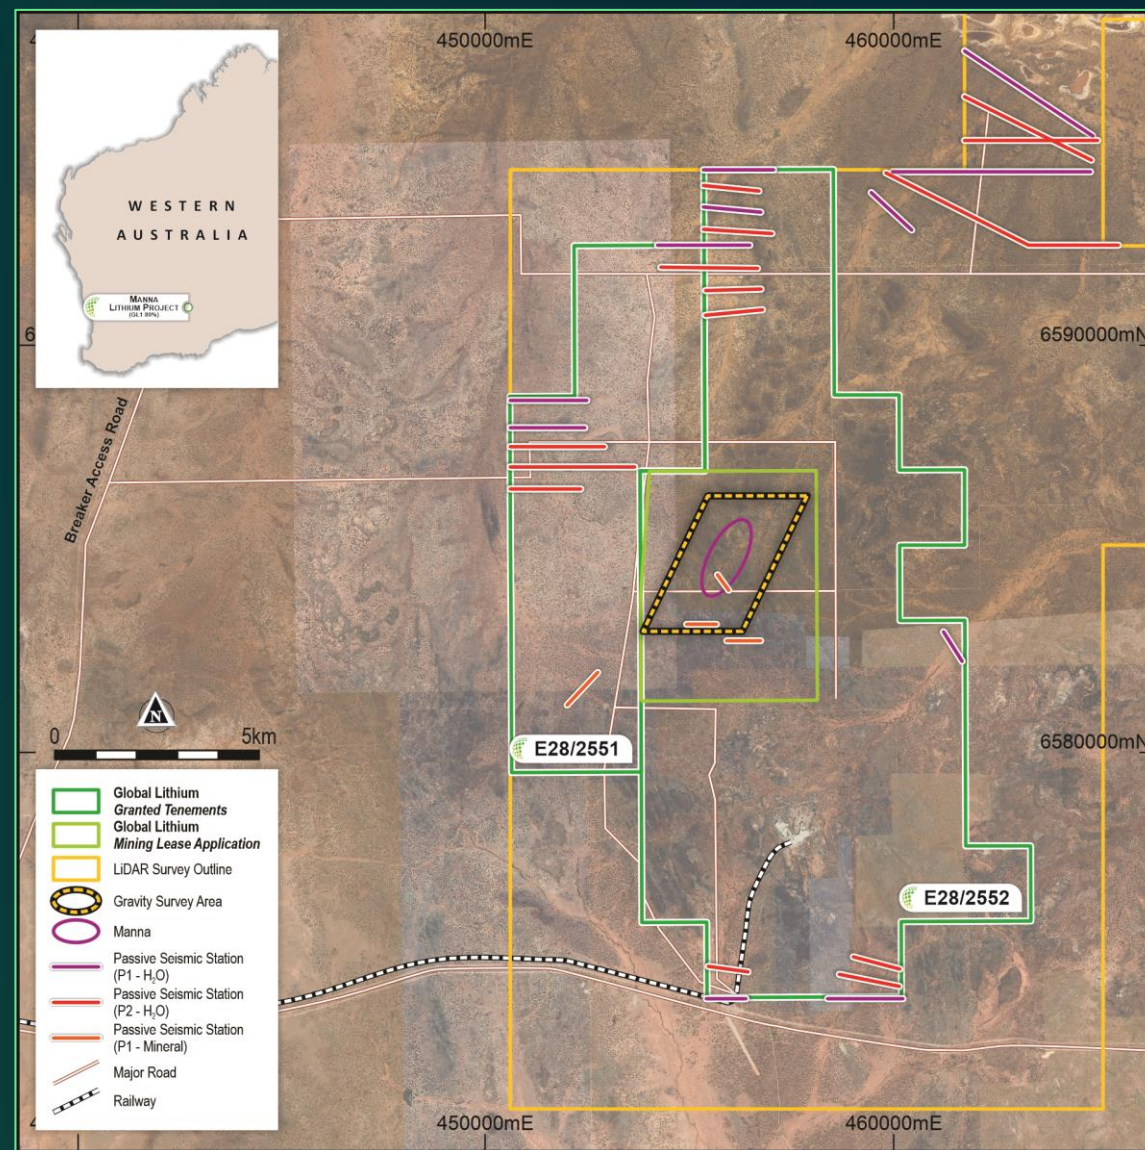 450000mE
460000mE
WESTERN
AUSTRALIA
MANNA
LITHIUM PROJECT
(GL1 80%)
6590000mN
Breaker Access Road
N
0
5km
E28/2551
6580000mN
E28/2552
Global Lithium
Granted Tenements
Global Lithium
Mining Lease Application
LiDAR Survey Outline
Gravity Survey Area
Manna
Passive Seismic Station
(P1 - H₂O)
Passive Seismic Station
(P2 - H₂O)
Passive Seismic Station
(P1 - Mineral)
Major Road
Railway
450000mE
460000mE